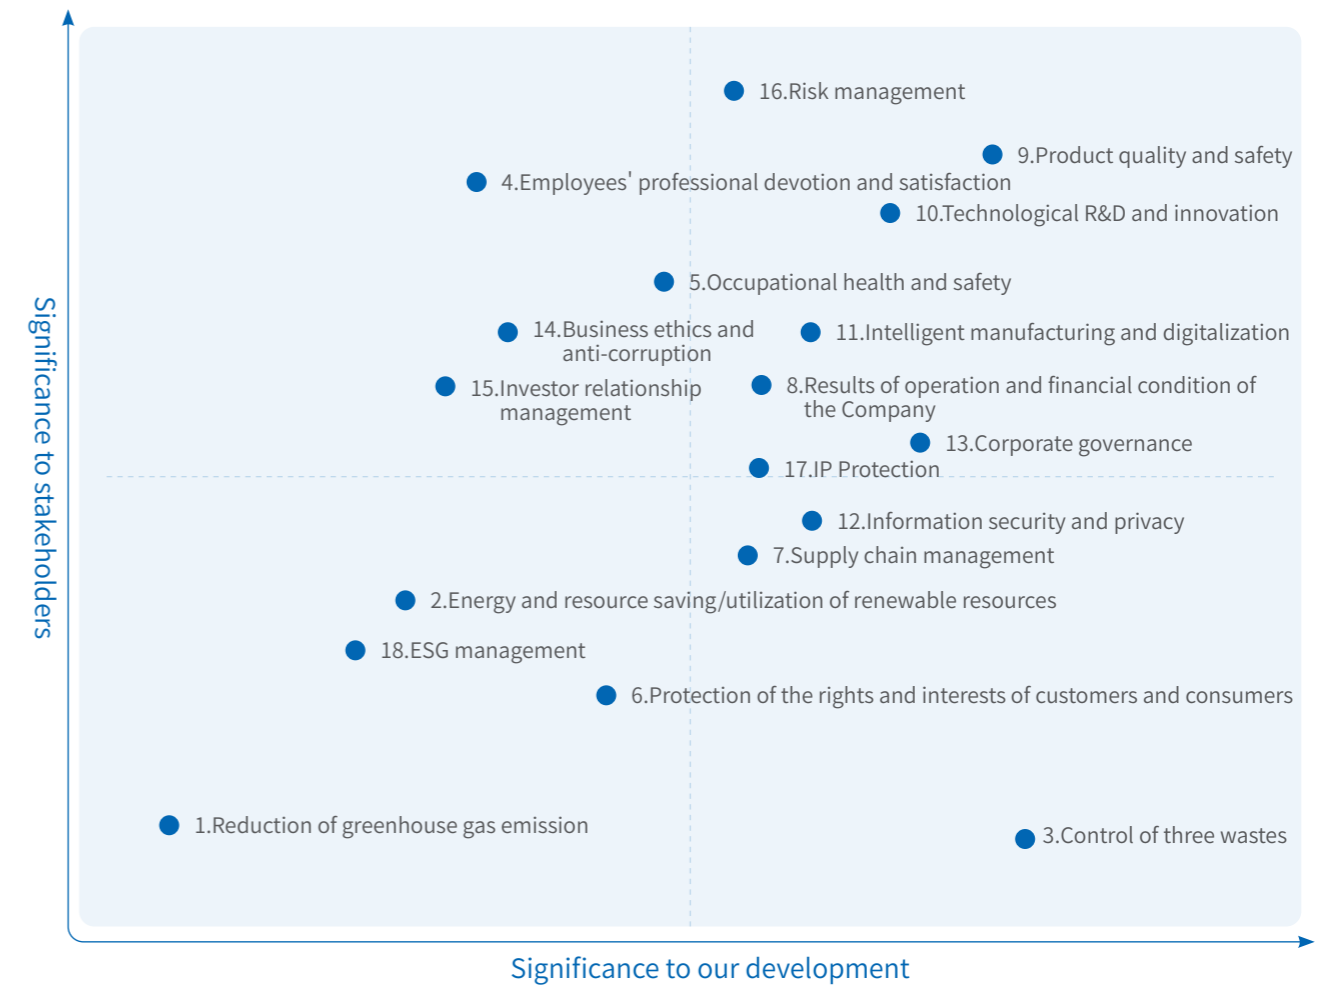 16.Risk management
9.Product quality and safety
4.Employees' professional devotion and satisfaction
10.Technological R&D and innovation
5.Occupational health and safety
14.Business ethics and
anti-corruption
11.Intelligent manufacturing and digitalization
15.Investor relationship
management
8.Results of operation and financial condition of
the Company
13.Corporate governance
17.IP Protection
12.Information security and privacy
7.Supply chain management
2.Energy and resource saving/utilization of renewable resources
18.ESG management
6.Protection of the rights and interests of customers and consumers
1.Reduction of greenhouse gas emission
3.Control of three wastes
Significance to stakeholders
Significance to our development